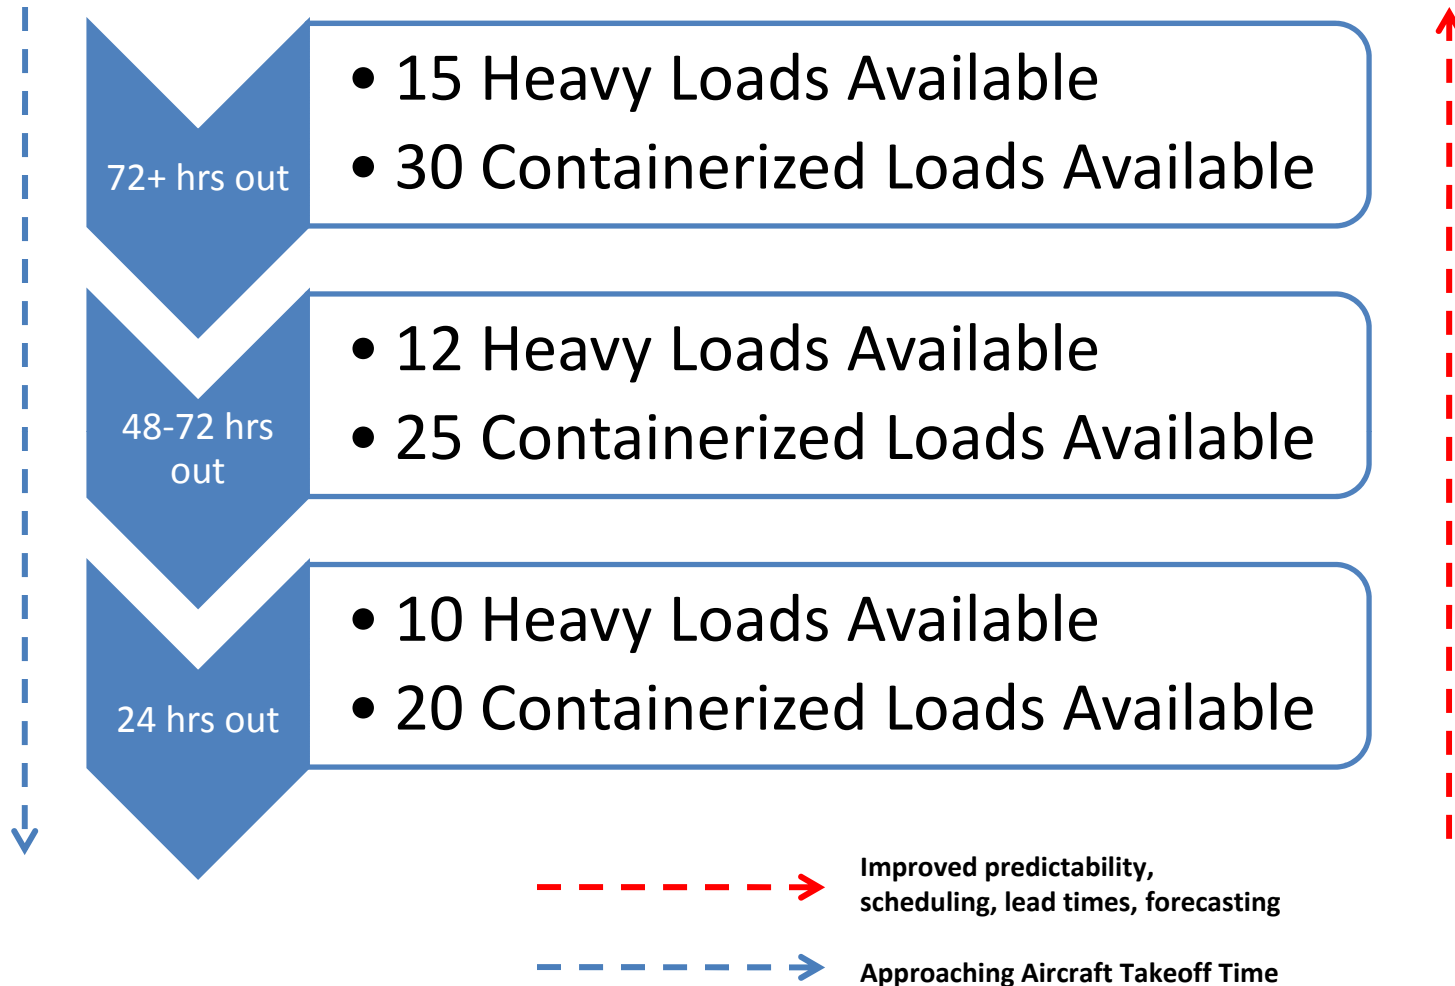 72+ hrs out
• 15 Heavy Loads Available
• 30 Containerized Loads Available
48-72 hrs
out
• 12 Heavy Loads Available
• 25 Containerized Loads Available
24 hrs out
• 10 Heavy Loads Available
• 20 Containerized Loads Available
Improved predictability,
scheduling, lead times, forecasting
Approaching Aircraft Takeoff Time